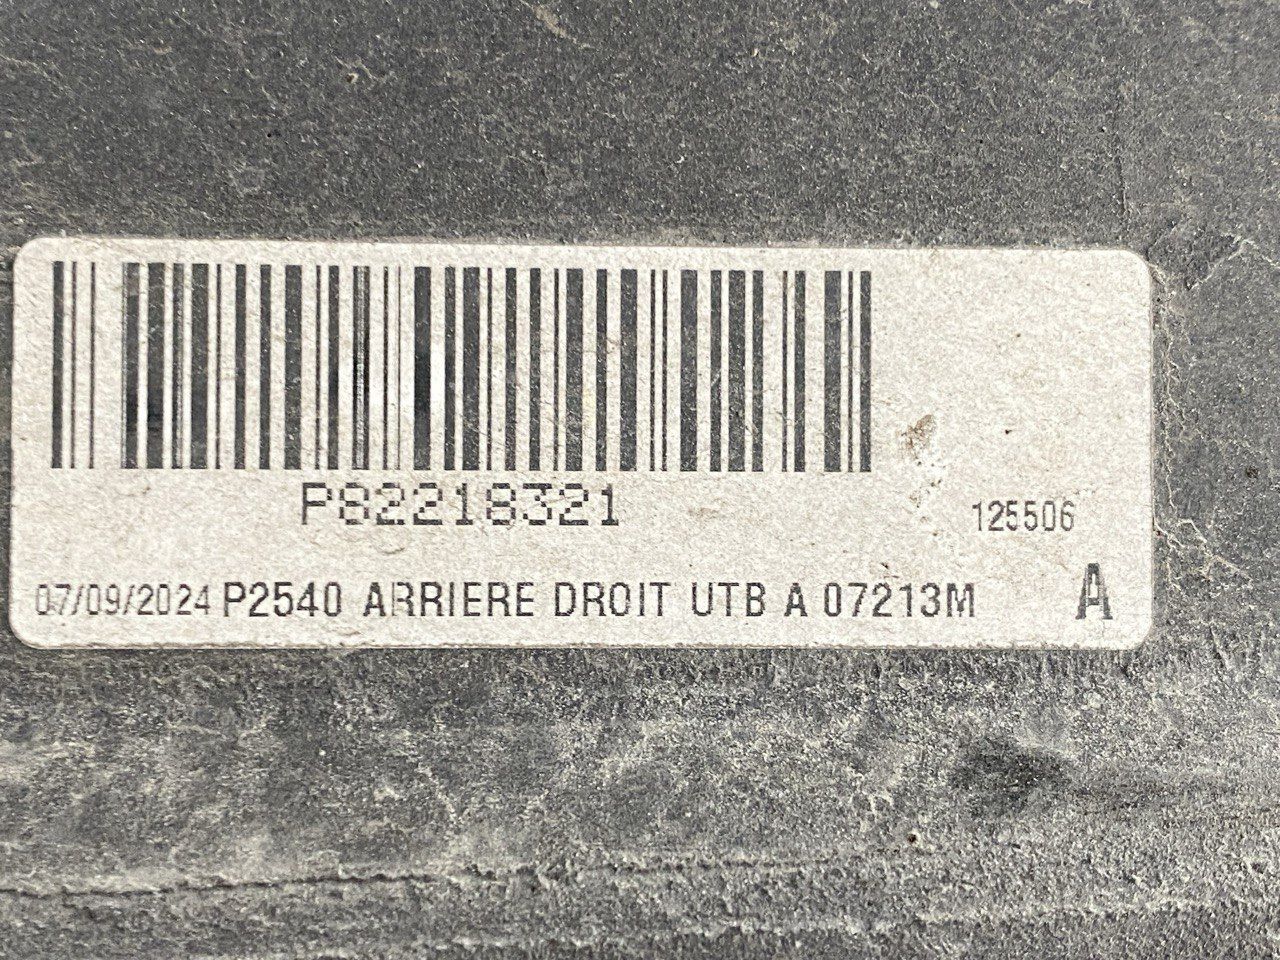 P82218321
125506
07/09/2024 P2540 ARRIERE DROIT UTB A 07213M
A